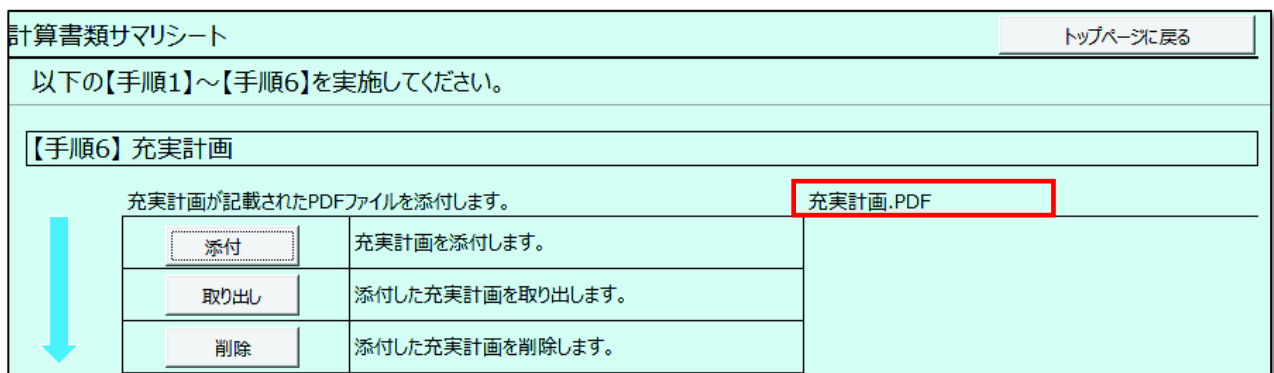 計算書類サマリシート
トップページに戻る
以下の【手順1】～【手順6】を実施してください。
【手順6】 充実計画
充実計画が記載されたPDFファイルを添付します。
充実計画.PDF
添付
充実計画を添付します。
取り出し
添付した充実計画を取り出します。
削除
添付した充実計画を削除します。